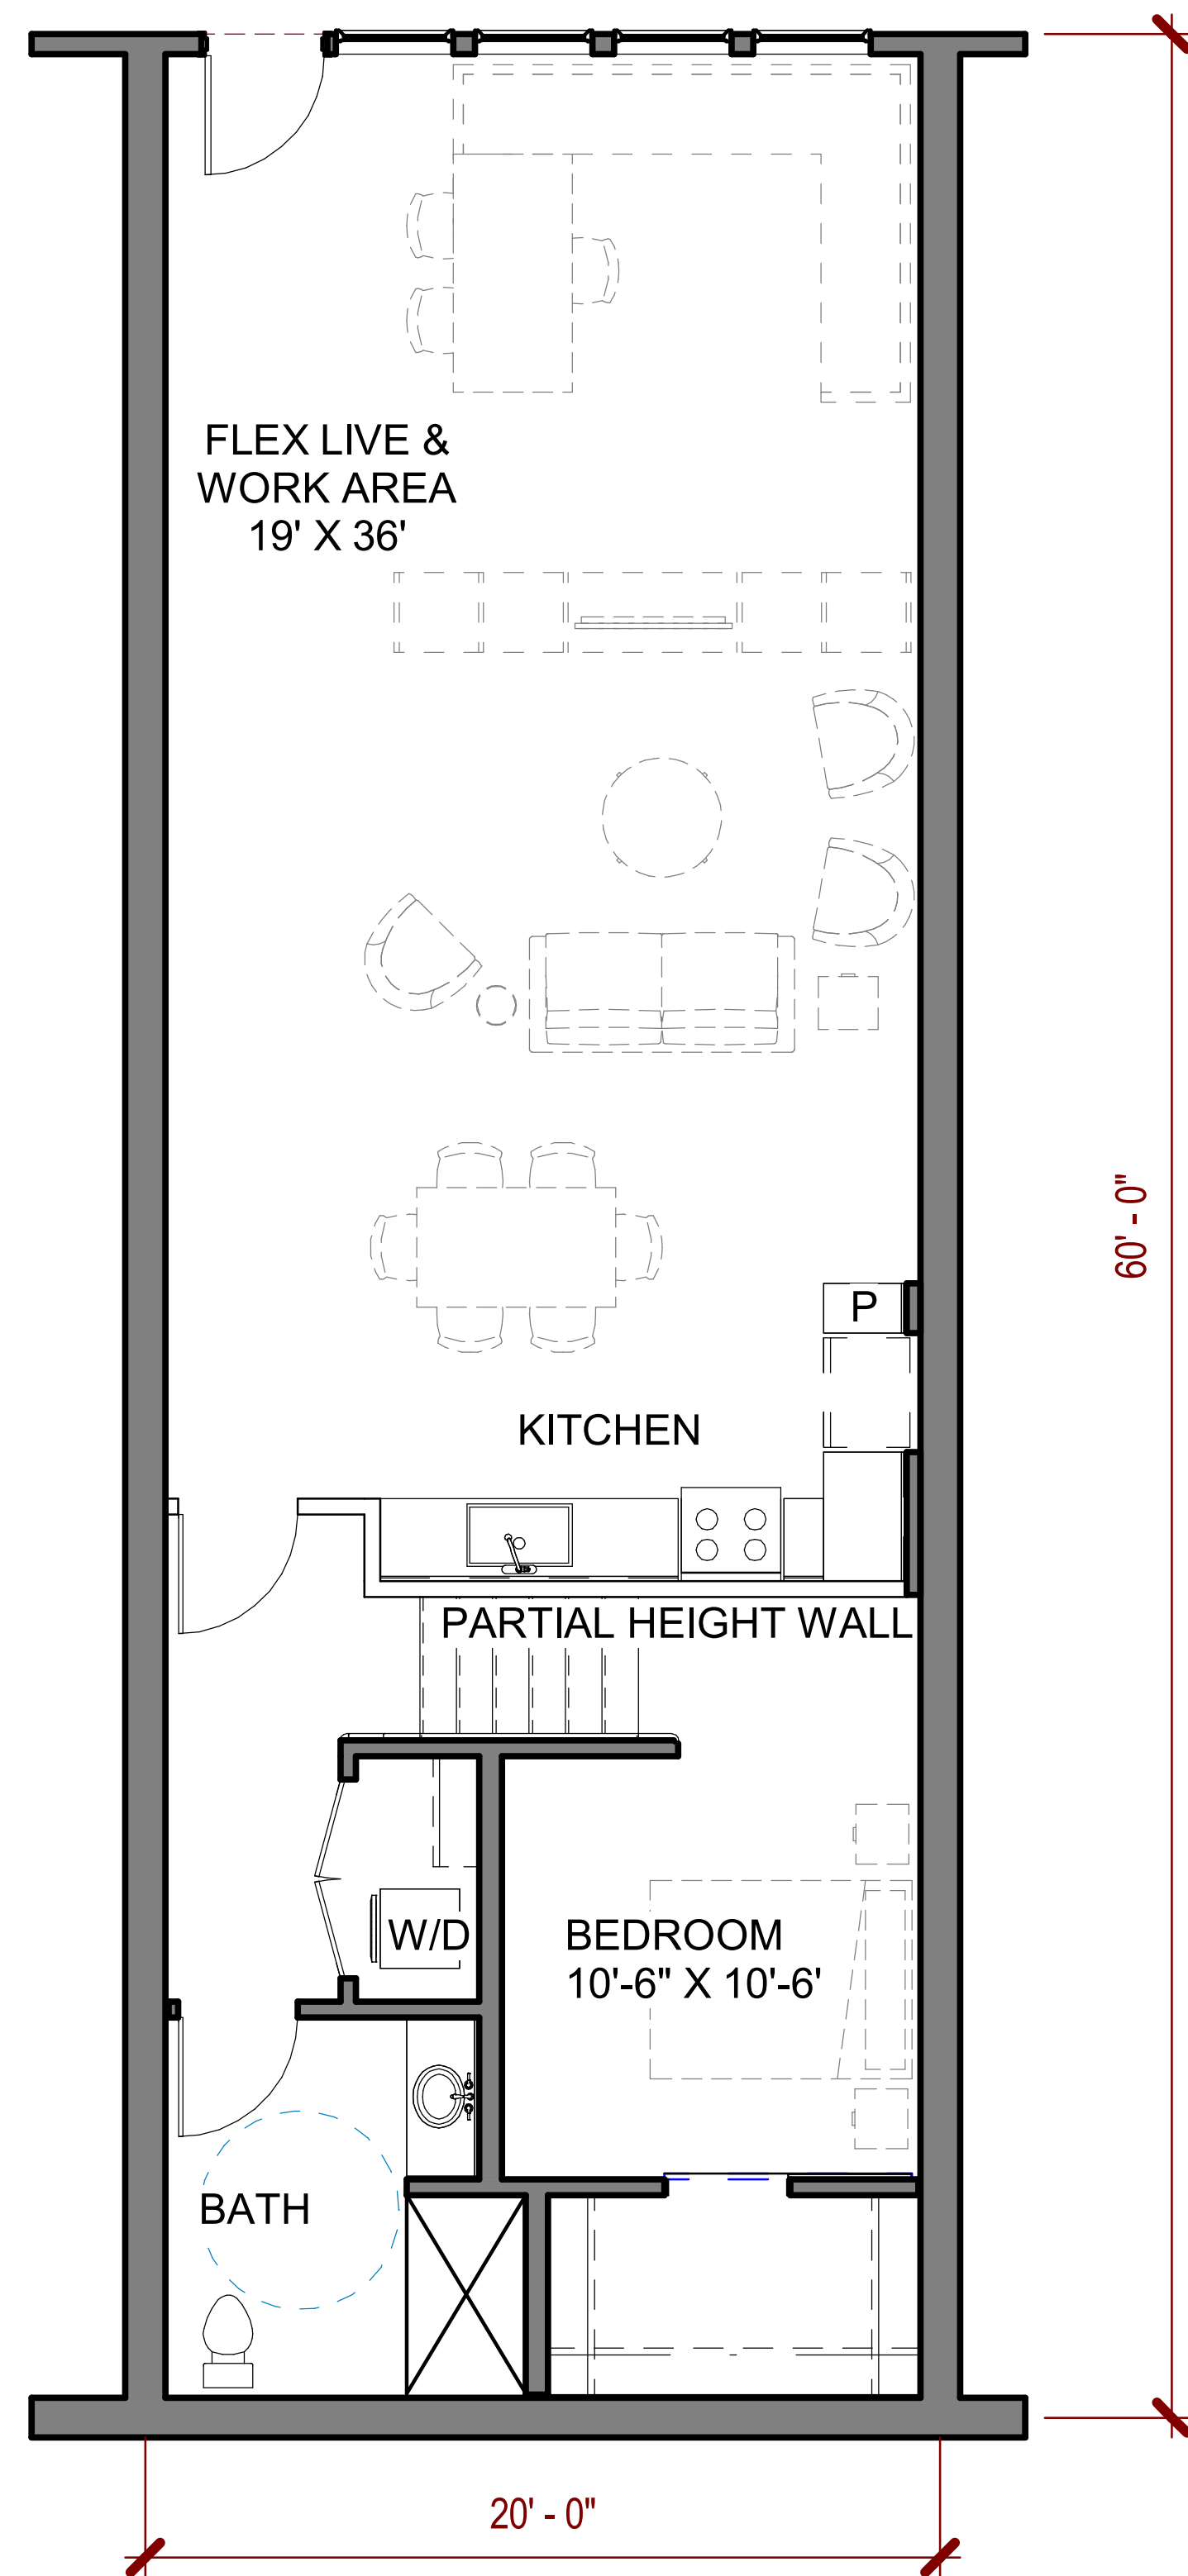 FLEX LIVE &
WORK AREA
19' X 36'
60' - 0"
P
KITCHEN
PARTIAL HEIGHT WALL
W/D
BEDROOM
10'-6" X 10'-6'
BATH
20' - 0"